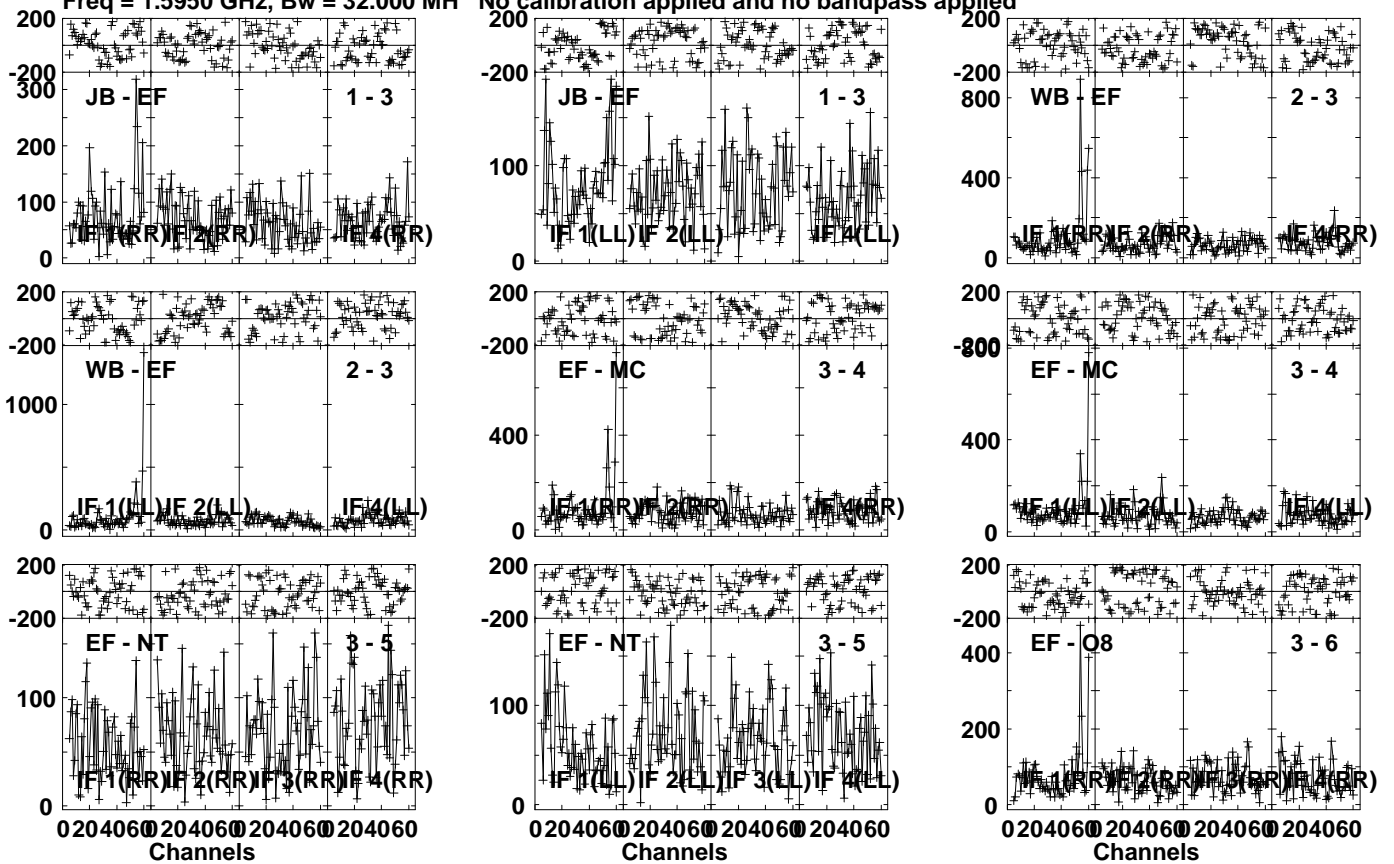 Freq = 1.5950 GHz, Bw = 32.000 MH No calibration applied and no bandpass applied
200 200 200
-200 -200 -200
300 JB - EF 1 - 3 JB - EF 1 - 3 800 WB - EF 2 - 3
200
100 100 400
IF 1(RR) IF 2(RR) IF 4(RR) IF 1(LL) IF 2(LL) IF 4(LL) IF 1(RR) IF 2(RR) IF 4(RR)
0 0 0
200 200 200
-200 -200 -200
800
WB - EF 2 - 3 EF - MC 3 - 4 EF - MC 3 - 4
1000 400 400
IF 1(LL) IF 2(LL) IF 4(LL) IF 1(RR) IF 2(RR) IF 4(RR) IF 1(LL) IF 2(LL) IF 4(LL)
0 0 0
200 200 200
-200 -200 -200
EF - NT 3 - 5 EF - NT 3 - 5 400 EF - O8 3 - 6
100 100 200
IF 1(RR) IF 2(RR) IF 3(RR) IF 4(RR) IF 1(LL) IF 2(LL) IF 3(LL) IF 4(LL) IF 1(RR) IF 2(RR) IF 3(RR) IF 4(RR)
0 0 0
0 20 40 60 0 20 40 60 0 20 40 60 0 20 40 60 0 20 40 60 0 20 40 60 0 20 40 60 0 20 40 60 0 20 40 60 0 20 40 60 0 20 40 60 0 20 40 60
Channels Channels Channels